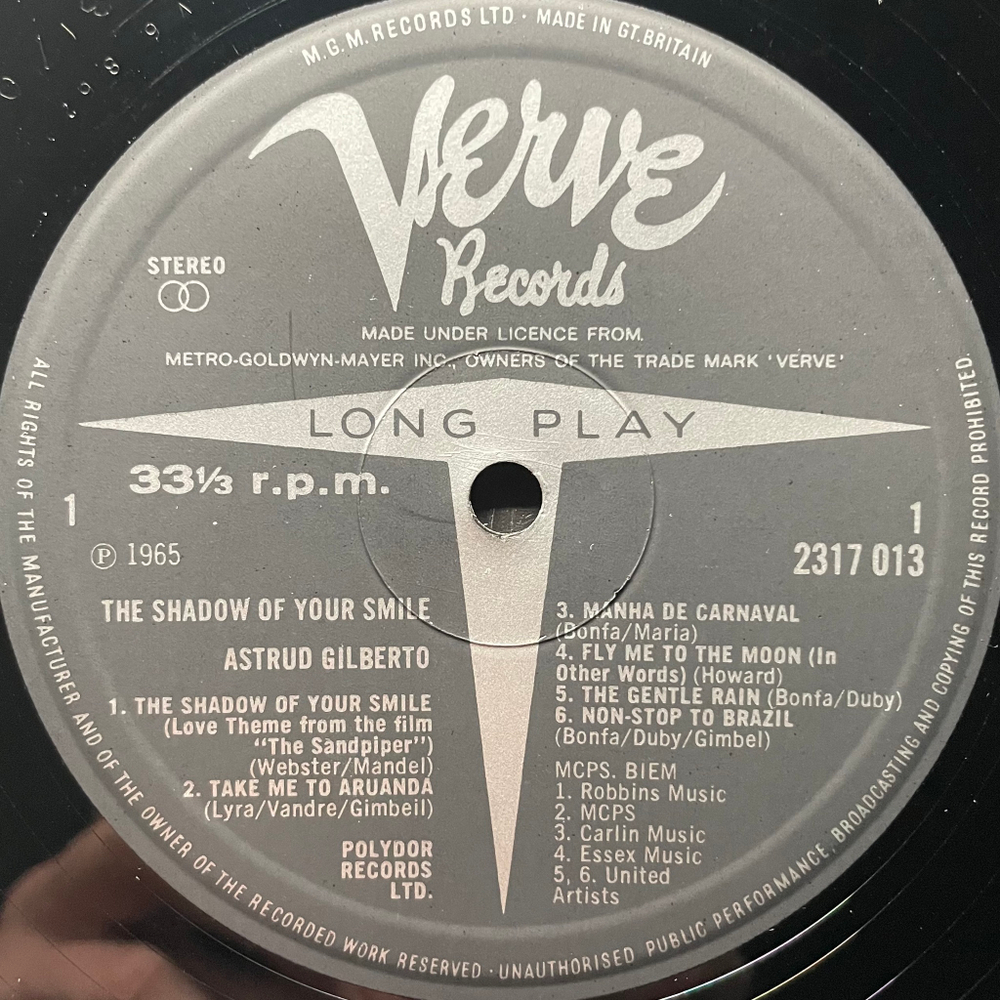 M.G.M. RECORDS LTD · MADE IN GT. BRITAIN
Verve
Records
STEREO
MADE UNDER LICENCE FROM.
METRO-GOLDWYN-MAYER INC., OWNERS OF THE TRADE MARK 'VERVE'
LONG PLAY
33⅓ r.p.m.
1
1
Ⓟ 1965
2317 013
THE SHADOW OF YOUR SMILE
ASTRUD GILBERTO
1. THE SHADOW OF YOUR SMILE
(Love Theme from the film
"The Sandpiper")
(Webster/Mandel)
2. TAKE ME TO ARUANDA
(Lyra/Vandre/Gimbeil)
POLYDOR
RECORDS
LTD.
3. MANHA DE CARNAVAL
(Bonfa/Maria)
4. FLY ME TO THE MOON (In
Other Words) (Howard)
5. THE GENTLE RAIN (Bonfa/Duby)
6. NON-STOP TO BRAZIL
(Bonfa/Duby/Gimbel)
MCPS. BIEM
1. Robbins Music
2. MCPS
3. Carlin Music
4. Essex Music
5, 6. United
Artists
ALL RIGHTS OF THE MANUFACTURER AND OF THE OWNER OF THE RECORDED WORK RESERVED · UNAUTHORISED PUBLIC PERFORMANCE, BROADCASTING AND COPYING OF THIS RECORD PROHIBITED.